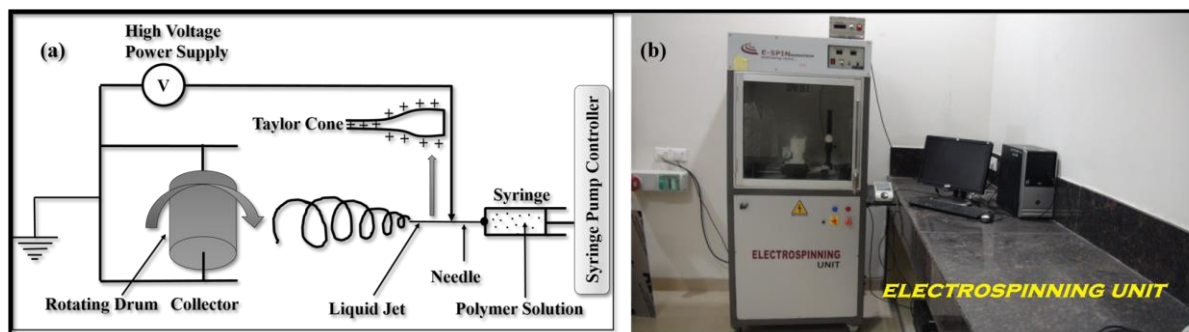 (a)
High Voltage
Power Supply
V
Taylor Cone
+ + + + + + + +
+++
+ + + + +
Syringe
Syringe Pump Controller
Needle
Rotating Drum
Collector
Liquid Jet
Polymer Solution
(b)
E-SPIN
ELECTROSPINNING
UNIT
ELECTROSPINNING UNIT